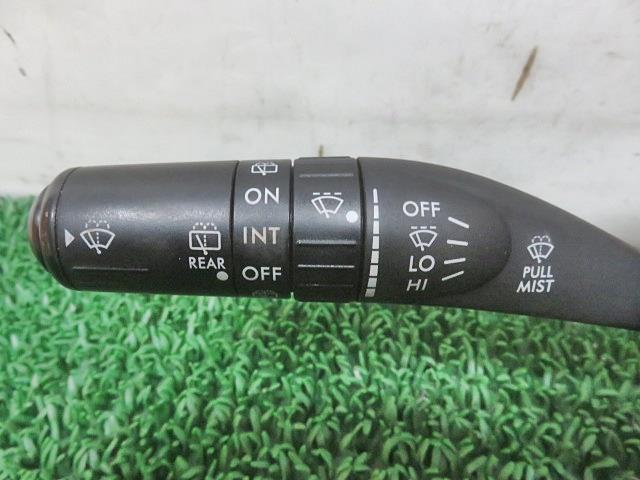 REAR
ON
INT
OFF
OFF
LO
HI
PULL
MIST